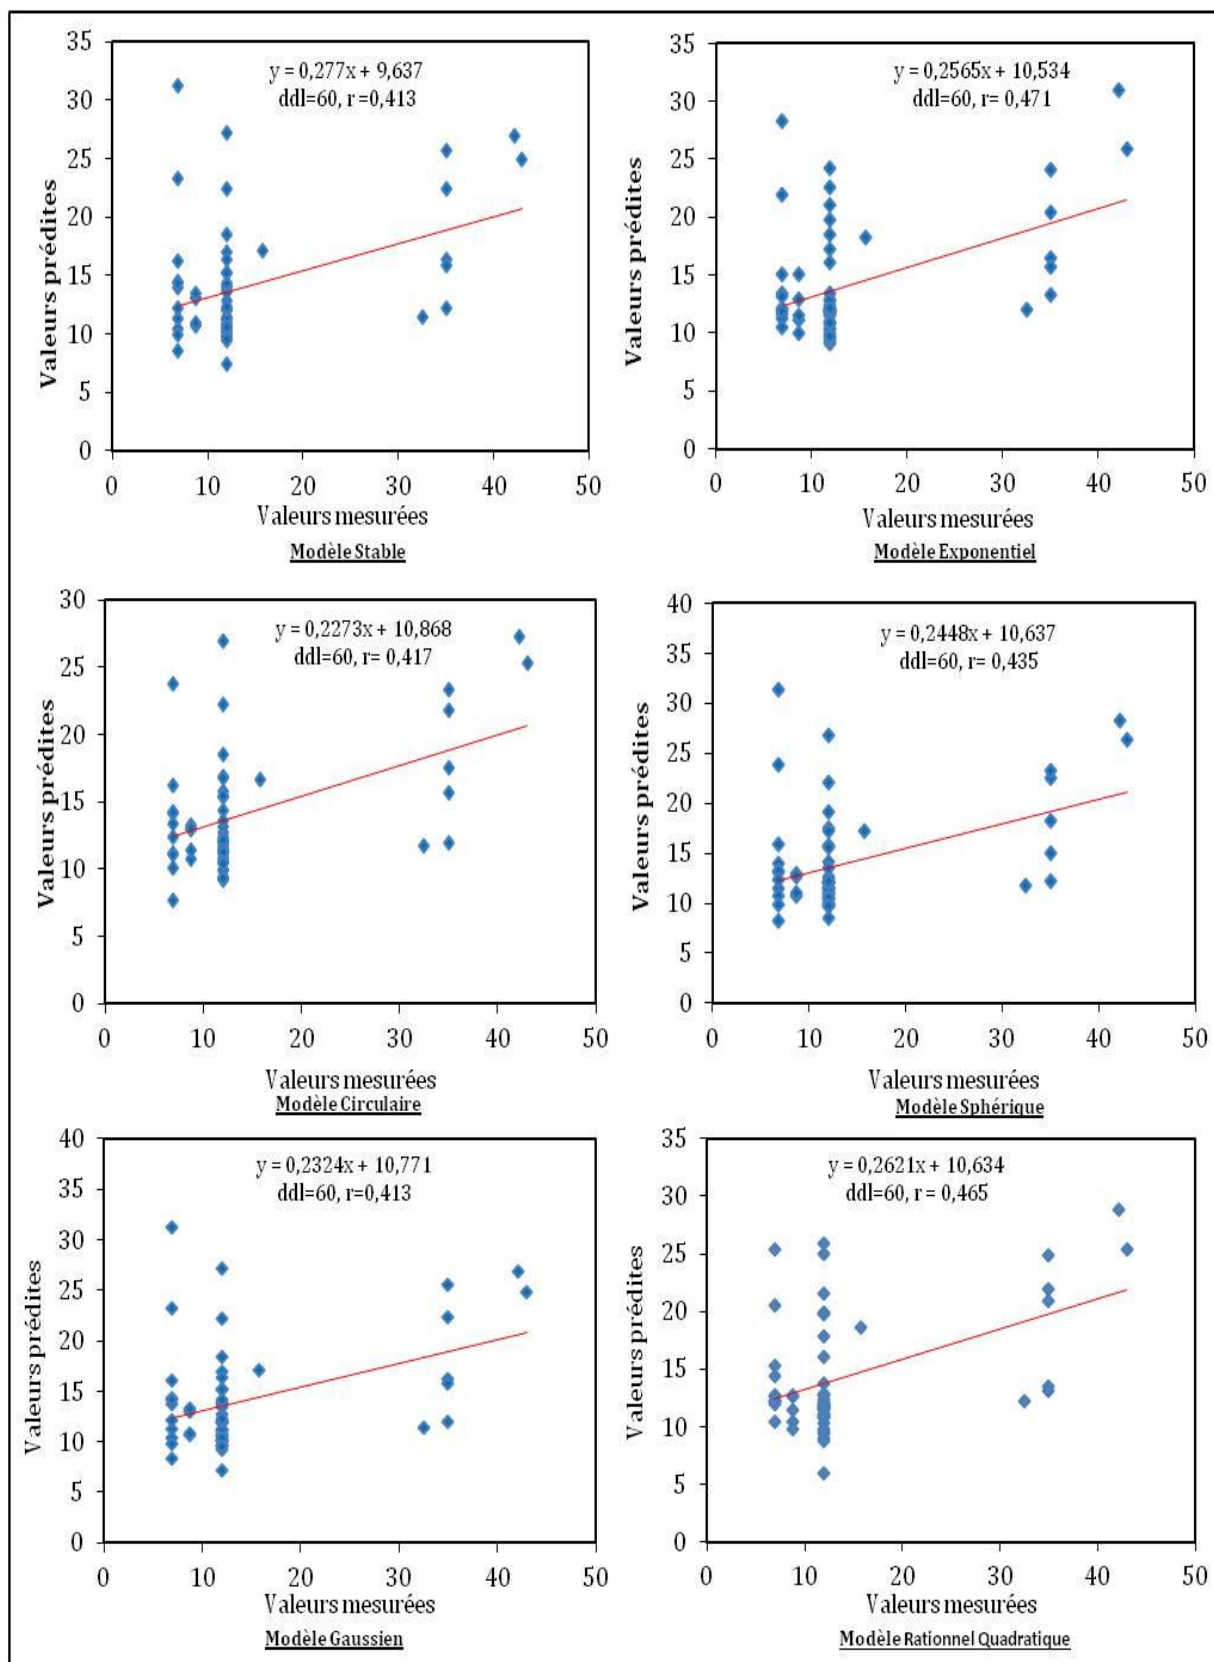 y = 0,277x + 9,637
ddl=60, r =0,413
Valeurs prédites
35
30
25
20
15
10
5
0
0 10 20 30 40 50
Valeurs mesurées
Modèle Stable
y = 0,2565x + 10,534
ddl=60, r= 0,471
Valeurs prédites
35
30
25
20
15
10
5
0
0 10 20 30 40 50
Valeurs mesurées
Modèle Exponentiel
y = 0,2273x + 10,868
ddl=60, r= 0,417
Valeurs prédites
30
25
20
15
10
5
0
0 10 20 30 40 50
Valeurs mesurées
Modèle Circulaire
y = 0,2448x + 10,637
ddl=60, r= 0,435
Valeurs prédites
40
35
30
25
20
15
10
5
0
0 10 20 30 40 50
Valeurs mesurées
Modèle Sphérique
y = 0,2324x + 10,771
ddl=60, r=0,413
Valeurs prédites
40
35
30
25
20
15
10
5
0
0 10 20 30 40 50
Valeurs mesurées
Modèle Gaussien
y = 0,2621x + 10,634
ddl=60, r = 0,465
Valeurs prédites
35
30
25
20
15
10
5
0
0 10 20 30 40 50
Valeurs mesurées
Modèle Rationnel Quadratique